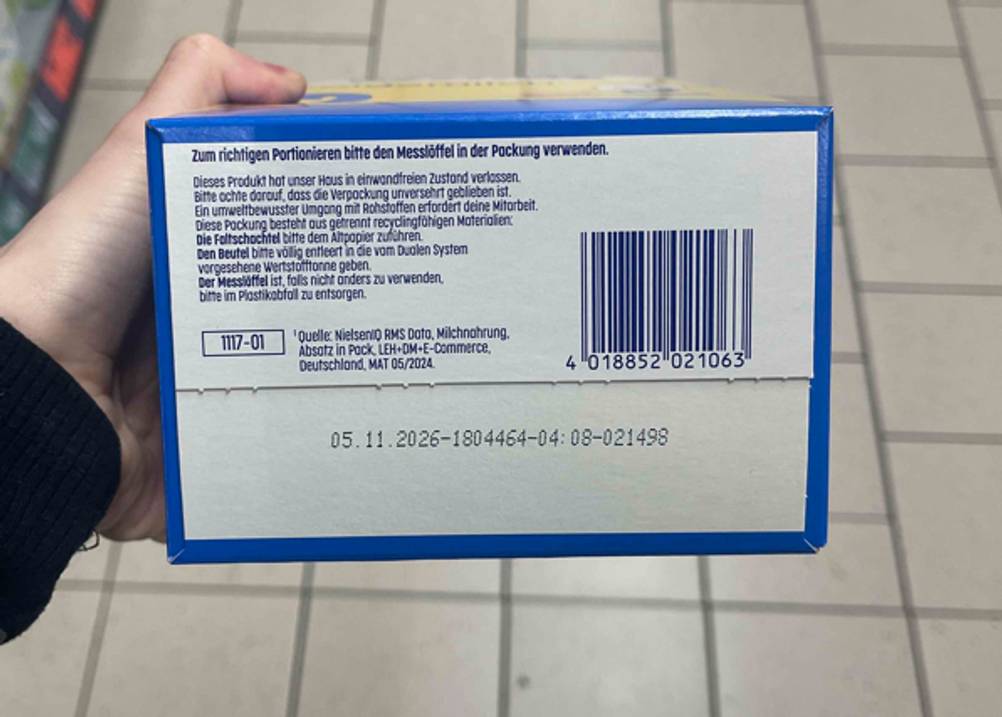 Zum richtigen Portionieren bitte den Messlöffel in der Packung verwenden.
Dieses Produkt hat unser Haus in einwandfreien Zustand verlassen.
Bitte achte darauf, dass die Verpackung unversehrt geblieben ist.
Ein umweltbewusster Umgang mit Rohstoffen erfordert deine Mitarbeit.
Diese Packung besteht aus getrennt recyclingfähigen Materialien:
Die Faltschachtel bitte dem Altpapier zuführen.
Den Beutel bitte völlig entleert in die vom Dualen System
vorgesehene Wertstofftonne geben.
Der Messlöffel ist, falls nicht anders zu verwenden,
bitte im Plastikabfall zu entsorgen.
1117-01
¹Quelle: NielsenIQ RMS Data, Milchnahrung,
Absatz in Pack, LEH+DM+E-Commerce,
Deutschland, MAT 05/2024.
4 018852 021063
05.11.2026-1804464-04:08-021498